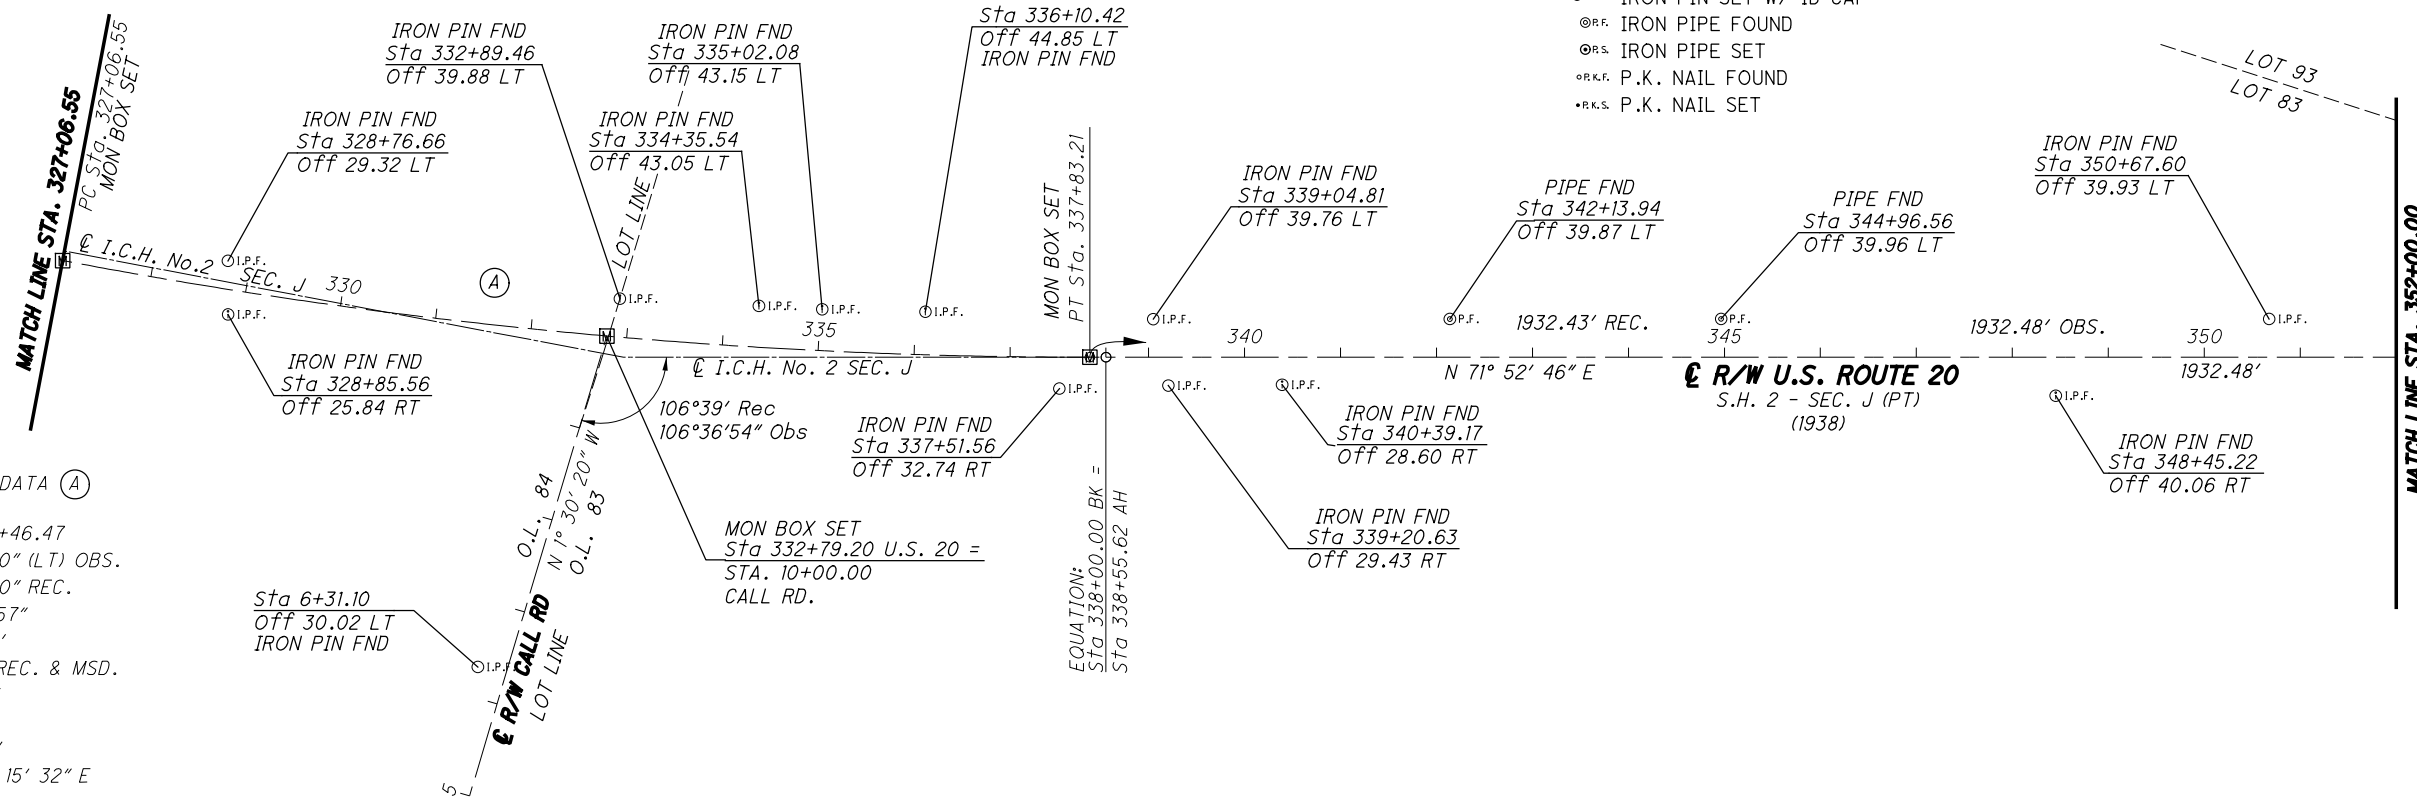 MATCH LINE STA. 327+06.55
PC Sta. 327+06.55
MON BOX SET
℄ I.C.H. No.2 SEC. J
330
A
IRON PIN FND
Sta 328+76.66
Off 29.32 LT
I.P.F.
IRON PIN FND
Sta 328+85.56
Off 25.84 RT
I.P.F.
IRON PIN FND
Sta 332+89.46
Off 39.88 LT
I.P.F.
IRON PIN FND
Sta 335+02.08
Off 43.15 LT
I.P.F.
IRON PIN FND
Sta 334+35.54
Off 43.05 LT
I.P.F.
LOT LINE
Sta 336+10.42
Off 44.85 LT
IRON PIN FND
I.P.F.
335
℄ I.C.H. No. 2 SEC. J
106°39' Rec
106°36'54" Obs
MON BOX SET
PT Sta. 337+83.21
IRON PIN FND
Sta 337+51.56
Off 32.74 RT
I.P.F.
MON BOX SET
Sta 332+79.20 U.S. 20 =
STA. 10+00.00
CALL RD.
EQUATION:
Sta 338+00.00 BK =
Sta 338+55.62 AH
O.L. 84
N 1° 30' 20" W
O.L. 83
℄ R/W CALL RD
LOT LINE
5
Sta 6+31.10
Off 30.02 LT
IRON PIN FND
I.P.F.
DATA A
+46.47
0" (LT) OBS.
0" REC.
57"
REC. & MSD.
15' 32" E
IRON PIN FND
Sta 339+04.81
Off 39.76 LT
I.P.F.
340
IRON PIN FND
Sta 339+20.63
Off 29.43 RT
I.P.F.
IRON PIN FND
Sta 340+39.17
Off 28.60 RT
I.P.F.
PIPE FND
Sta 342+13.94
Off 39.87 LT
P.F.
1932.43' REC.
N 71° 52' 46" E
PIPE FND
Sta 344+96.56
Off 39.96 LT
P.F.
345
℄ R/W U.S. ROUTE 20
S.H. 2 - SEC. J (PT)
(1938)
1932.48' OBS.
350
1932.48'
IRON PIN FND
Sta 350+67.60
Off 39.93 LT
I.P.F.
IRON PIN FND
Sta 348+45.22
Off 40.06 RT
I.P.F.
IRON PIN SET W/ ID CAP
P.F. IRON PIPE FOUND
P.S. IRON PIPE SET
P.K.F. P.K. NAIL FOUND
P.K.S. P.K. NAIL SET
LOT 93
LOT 83
MATCH LINE STA. 352+00.00